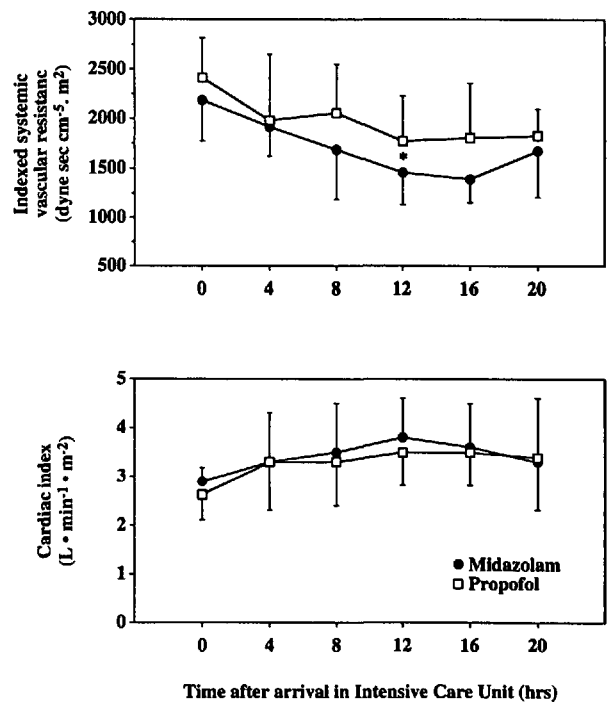 Indexed systemic
vascular resistanc
(dyne sec cm-5. m2)
3000
2500
2000
1500
1000
500
*
0 4 8 12 16 20
Cardiac index
(L • min-1 • m-2)
5
4
3
2
1
0
Midazolam
Propofol
0 4 8 12 16 20
Time after arrival in Intensive Care Unit (hrs)